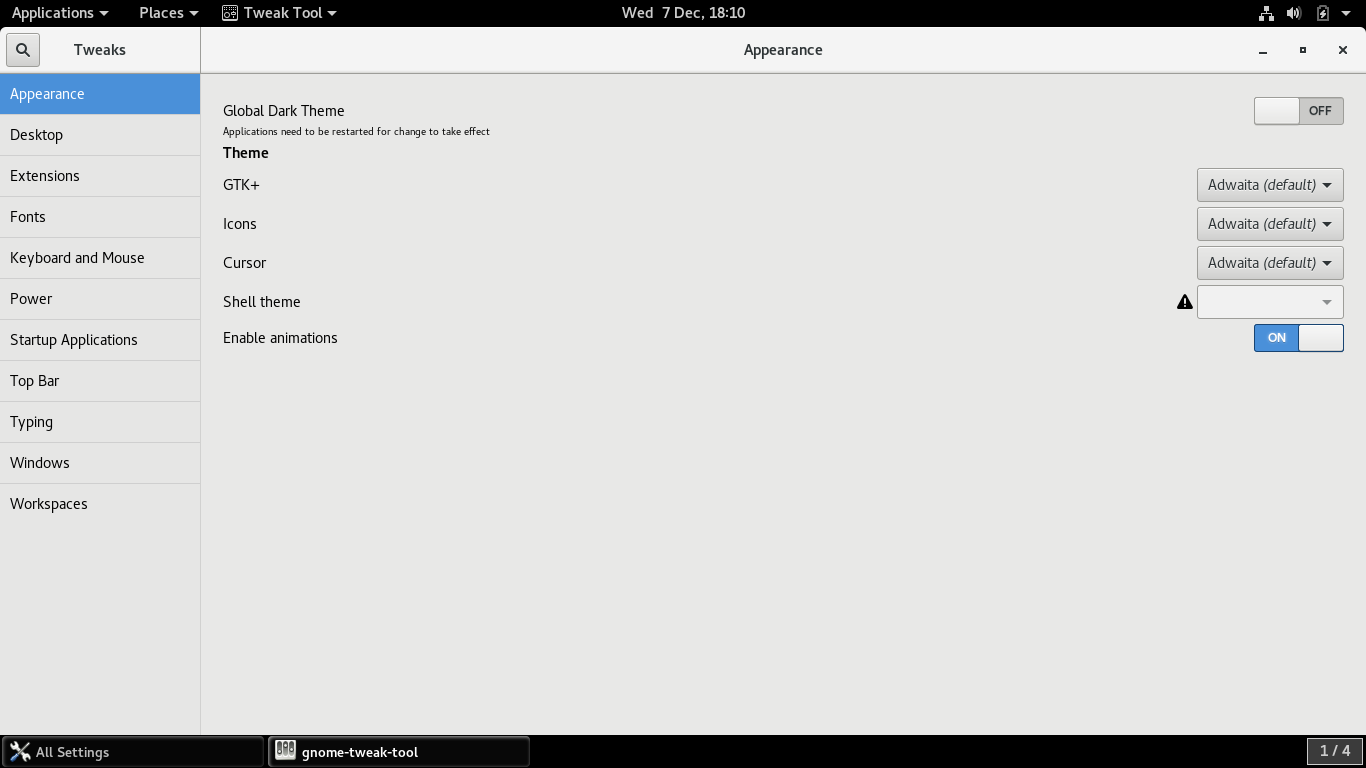 Applications Places Tweak Tool Wed 7 Dec, 18:10
Tweaks Appearance
Appearance
Desktop
Extensions
Fonts
Keyboard and Mouse
Power
Startup Applications
Top Bar
Typing
Windows
Workspaces
Global Dark Theme OFF
Applications need to be restarted for change to take effect
Theme
GTK+ Adwaita (default)
Icons Adwaita (default)
Cursor Adwaita (default)
Shell theme
Enable animations ON
All Settings gnome-tweak-tool 1 / 4